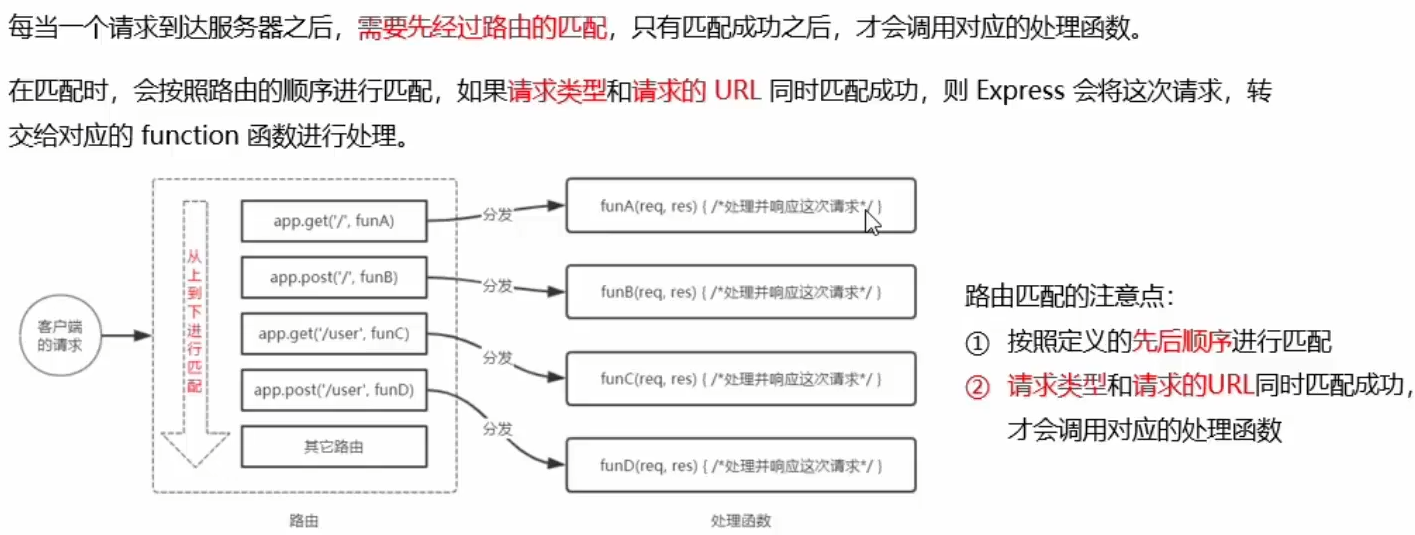 每当一个请求到达服务器之后，需要先经过路由的匹配，只有匹配成功之后，才会调用对应的处理函数。
在匹配时，会按照路由的顺序进行匹配，如果请求类型和请求的 URL 同时匹配成功，则 Express 会将这次请求，转
交给对应的 function 函数进行处理。
客户端
的请求
从上到下进行匹配
app.get('/', funA)
app.post('/', funB)
app.get('/user', funC)
app.post('/user', funD)
其它路由
路由
分发
分发
分发
分发
funA(req, res) { /*处理并响应这次请求*/ }
funB(req, res) { /*处理并响应这次请求*/ }
funC(req, res) { /*处理并响应这次请求*/ }
funD(req, res) { /*处理并响应这次请求*/ }
处理函数
路由匹配的注意点：
① 按照定义的先后顺序进行匹配
② 请求类型和请求的URL同时匹配成功，
才会调用对应的处理函数